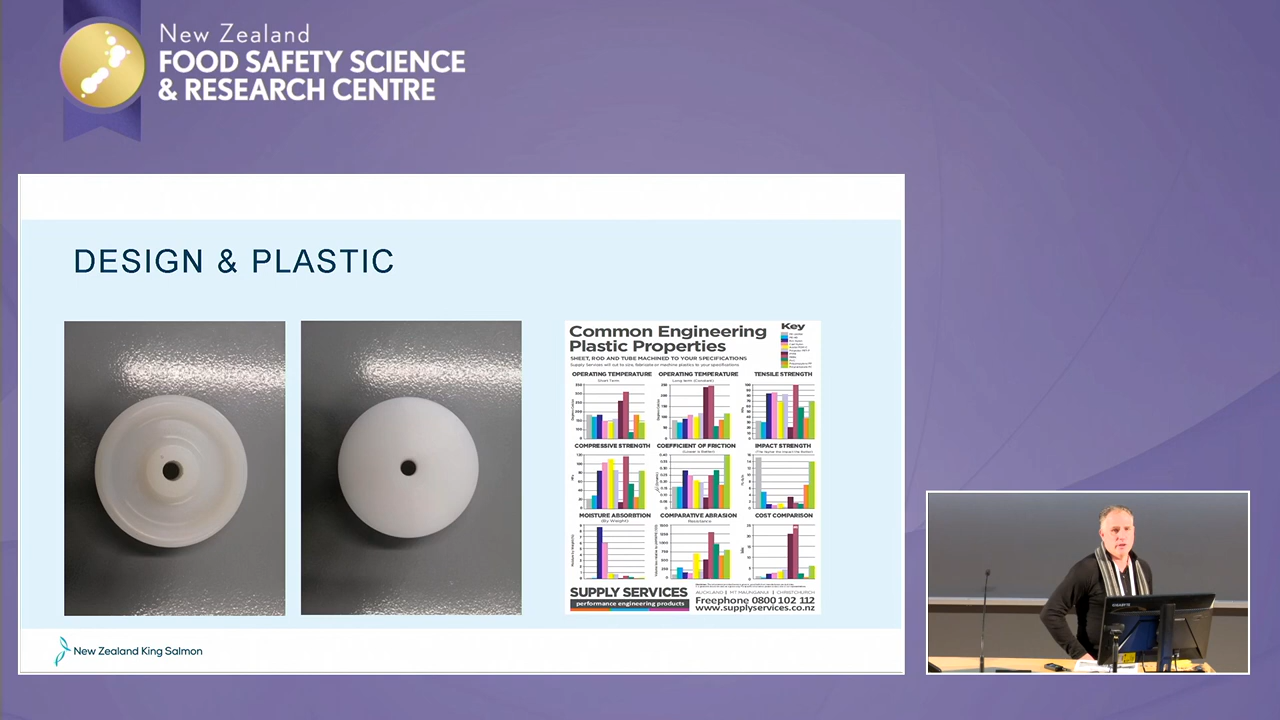 New Zealand
FOOD SAFETY SCIENCE
& RESEARCH CENTRE
DESIGN & PLASTIC
Common Engineering
Plastic Properties
SHEET, ROD AND TUBE MACHINED TO YOUR SPECIFICATIONS
Supply Services will cut to size, fabricate or machine plastics to your specifications
Key
OPERATING TEMPERATURE
Short Term
OPERATING TEMPERATURE
Long term (Constant)
TENSILE STRENGTH
COMPRESSIVE STRENGTH
COEFFICIENT OF FRICTION
(Lower is Better)
IMPACT STRENGTH
MOISTURE ABSORBTION
(By Weight)
COMPARATIVE ABRASION
Resistance
COST COMPARISON
SUPPLY SERVICES
performance engineering products
AUCKLAND | MT MAUNGANUI | CHRISTCHURCH
Freephone 0800 102 112
www.supplyservices.co.nz
New Zealand King Salmon
GIGABYTE